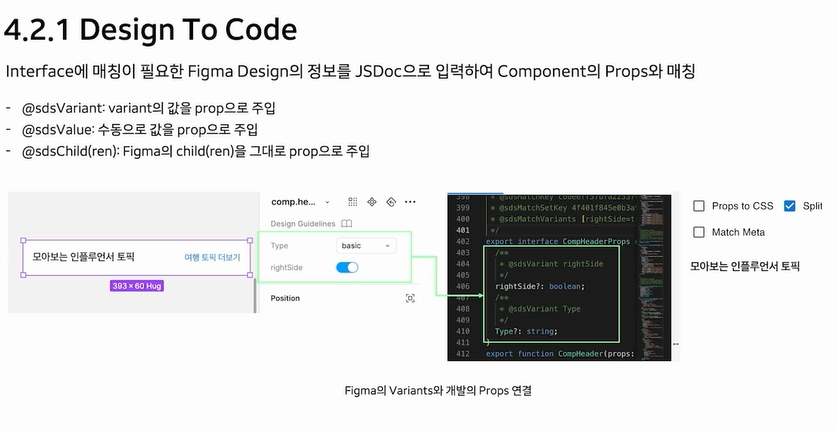 4.2.1 Design To Code
Interface에 매칭이 필요한 Figma Design의 정보를 JSDoc으로 입력하여 Component의 Props와 매칭
- @sdsVariant: variant의 값을 prop으로 주입
- @sdsValue: 수동으로 값을 prop으로 주입
- @sdsChild(ren): Figma의 child(ren)을 그대로 prop으로 주입
모아보는 인플루언서 토픽
여행 토픽 더보기
393 × 60 Hug
comp.he...
Design Guidelines
Type
basic
rightSide
Position
398
399 * @sdsMatchSetKey 4f401f845e0b3a
400 * @sdsMatchVariants [rightSide=t
401 */
402 export interface CompHeaderProps
403 /**
404 * @sdsVariant rightSide
405 */
406 rightSide?: boolean;
407 /**
408 * @sdsVariant Type
409 */
410 Type?: string;
411 }
412 export function CompHeader(props:
Props to CSS
Split
Match Meta
모아보는 인플루언서 토픽
Figma의 Variants와 개발의 Props 연결